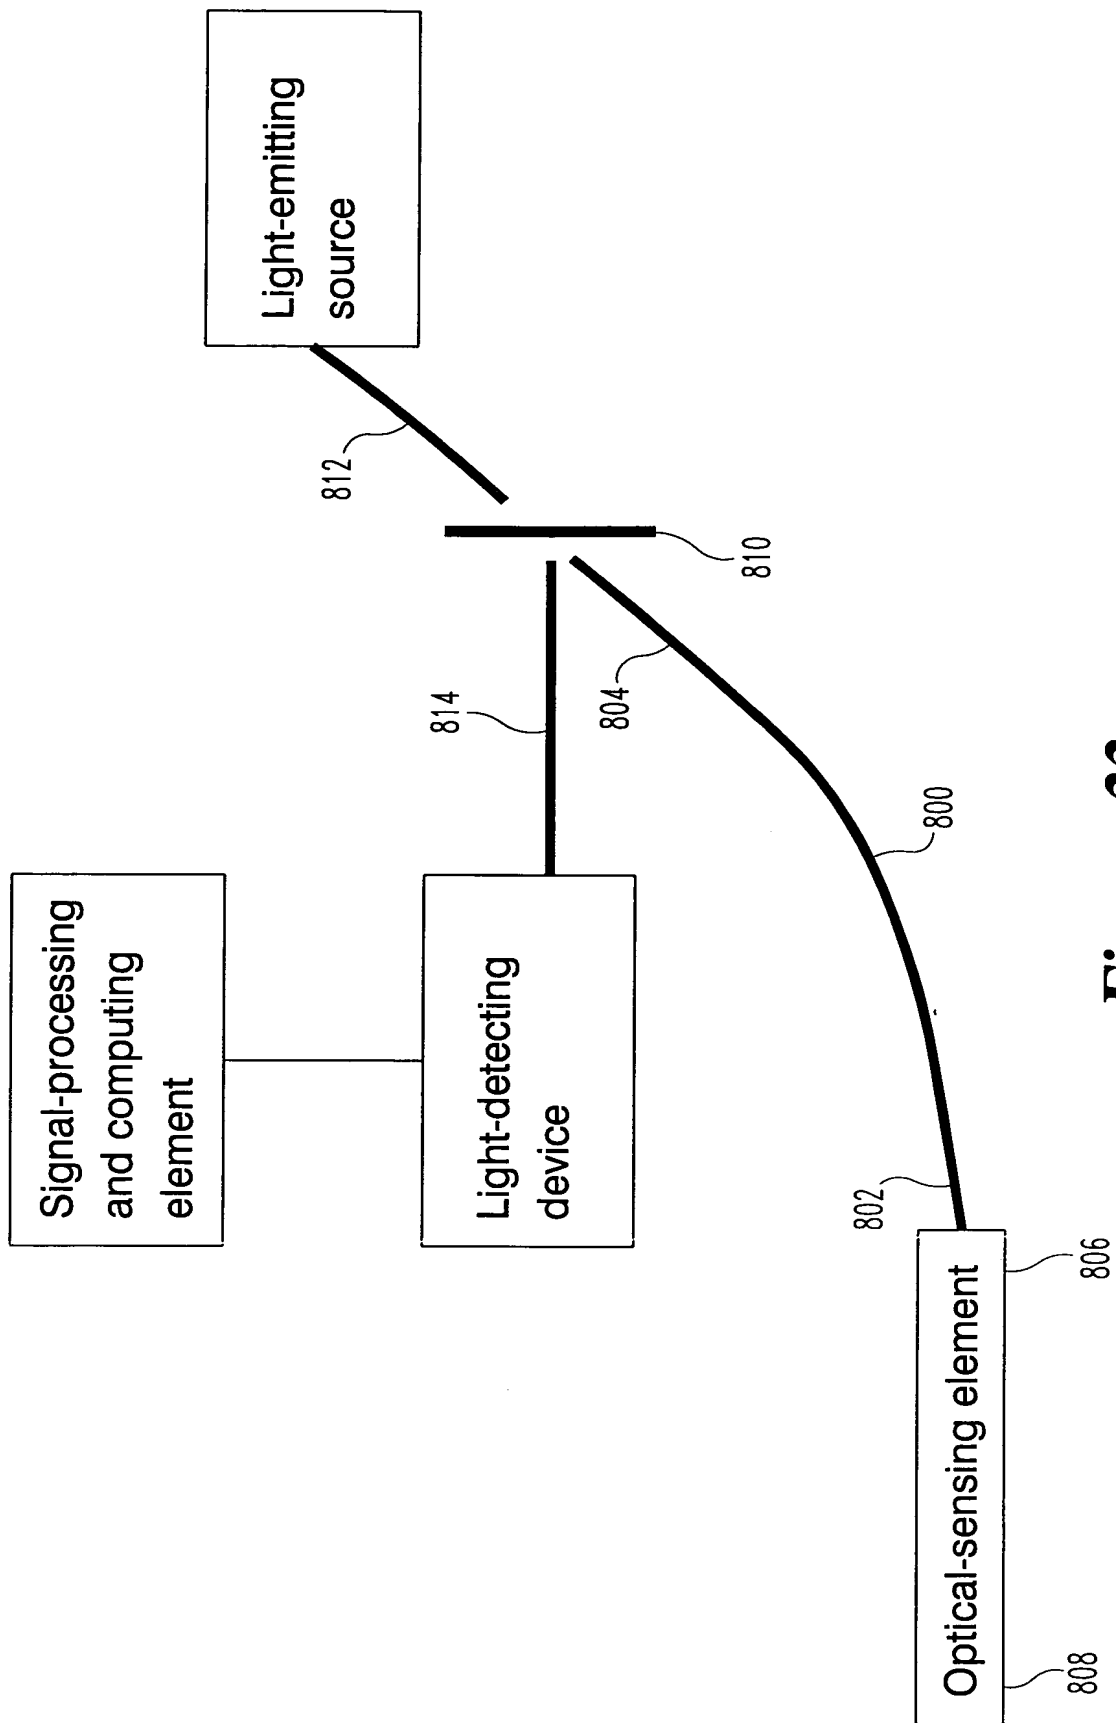 Signal-processing
and computing
element
Light-detecting
device
Light-emitting
source
812
810
814
804
800
802
806
Optical-sensing element
808